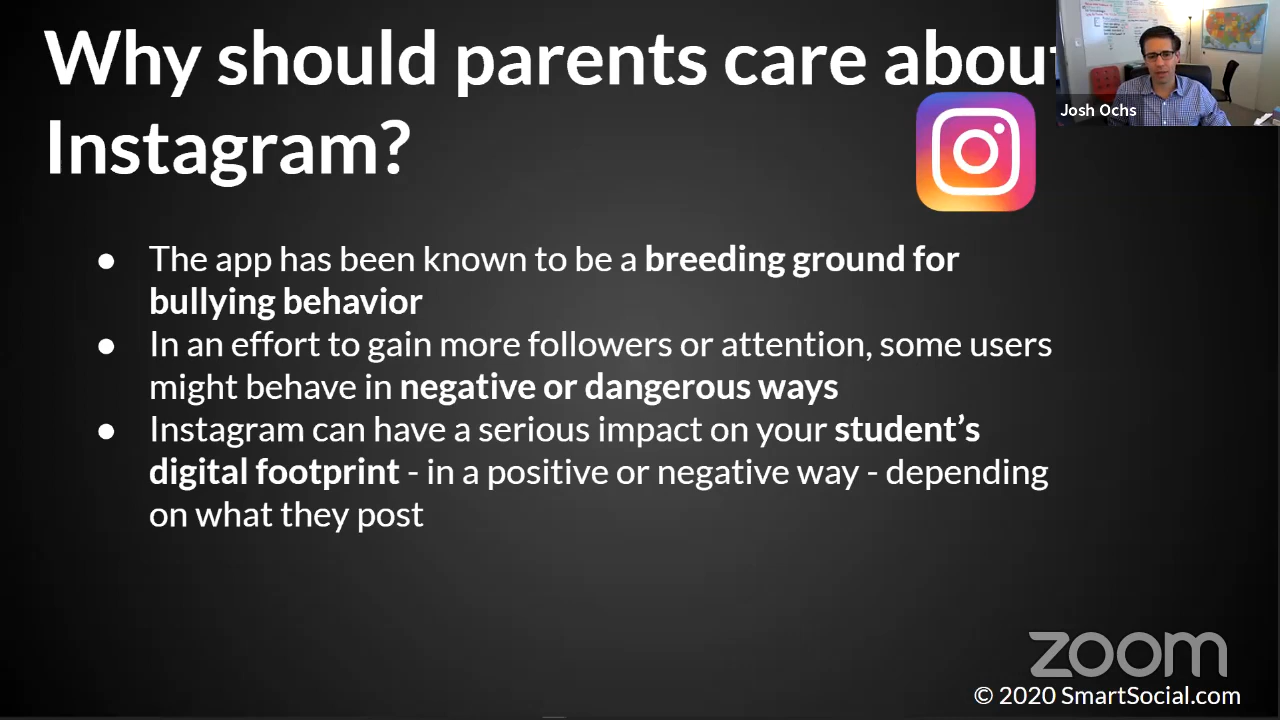 Why should parents care about
Instagram?
Josh Ochs
● The app has been known to be a breeding ground for
bullying behavior
● In an effort to gain more followers or attention, some users
might behave in negative or dangerous ways
● Instagram can have a serious impact on your student’s
digital footprint - in a positive or negative way - depending
on what they post
zoom
© 2020 SmartSocial.com